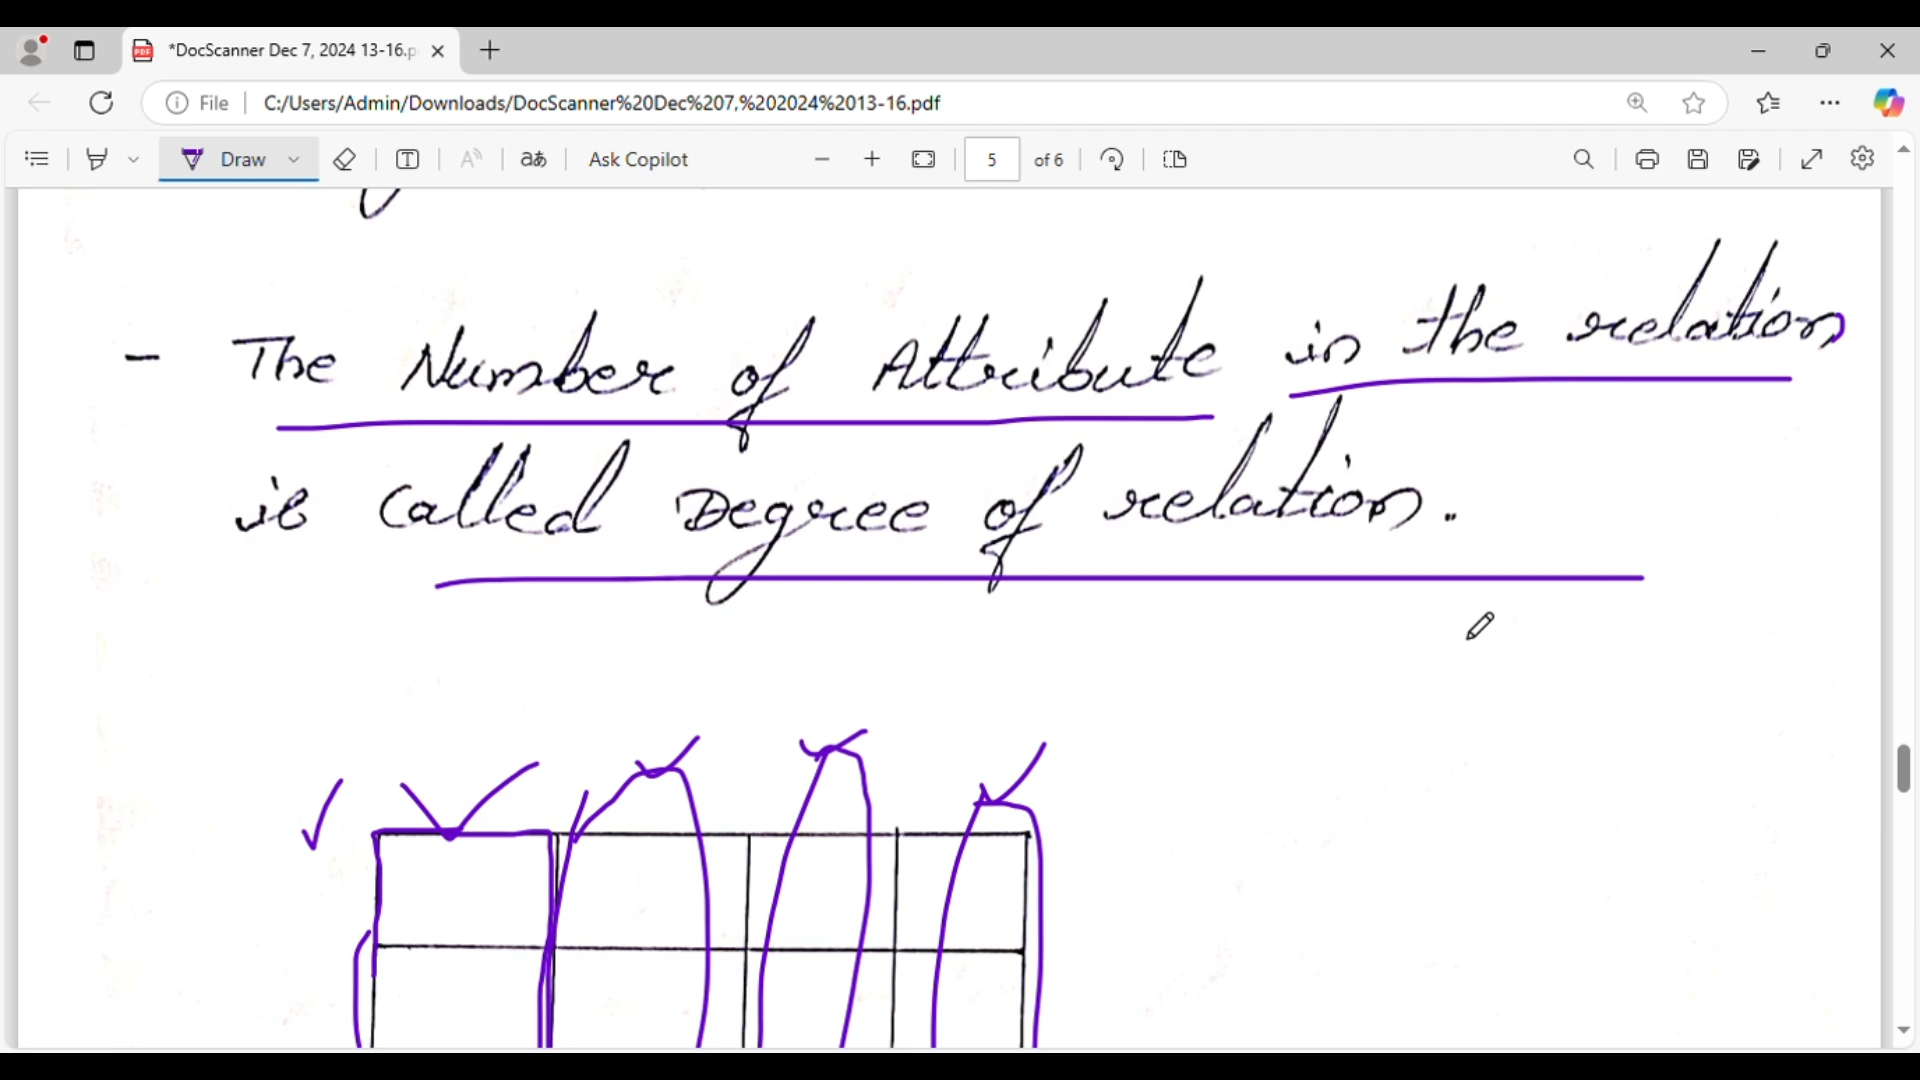 *DocScanner Dec 7, 2024 13-16.p
File
C:/Users/Admin/Downloads/DocScanner%20Dec%207,%202024%2013-16.pdf
Draw
Ask Copilot
5 of 6
- The Number of Attribute in the relation
is called Degree of relation.